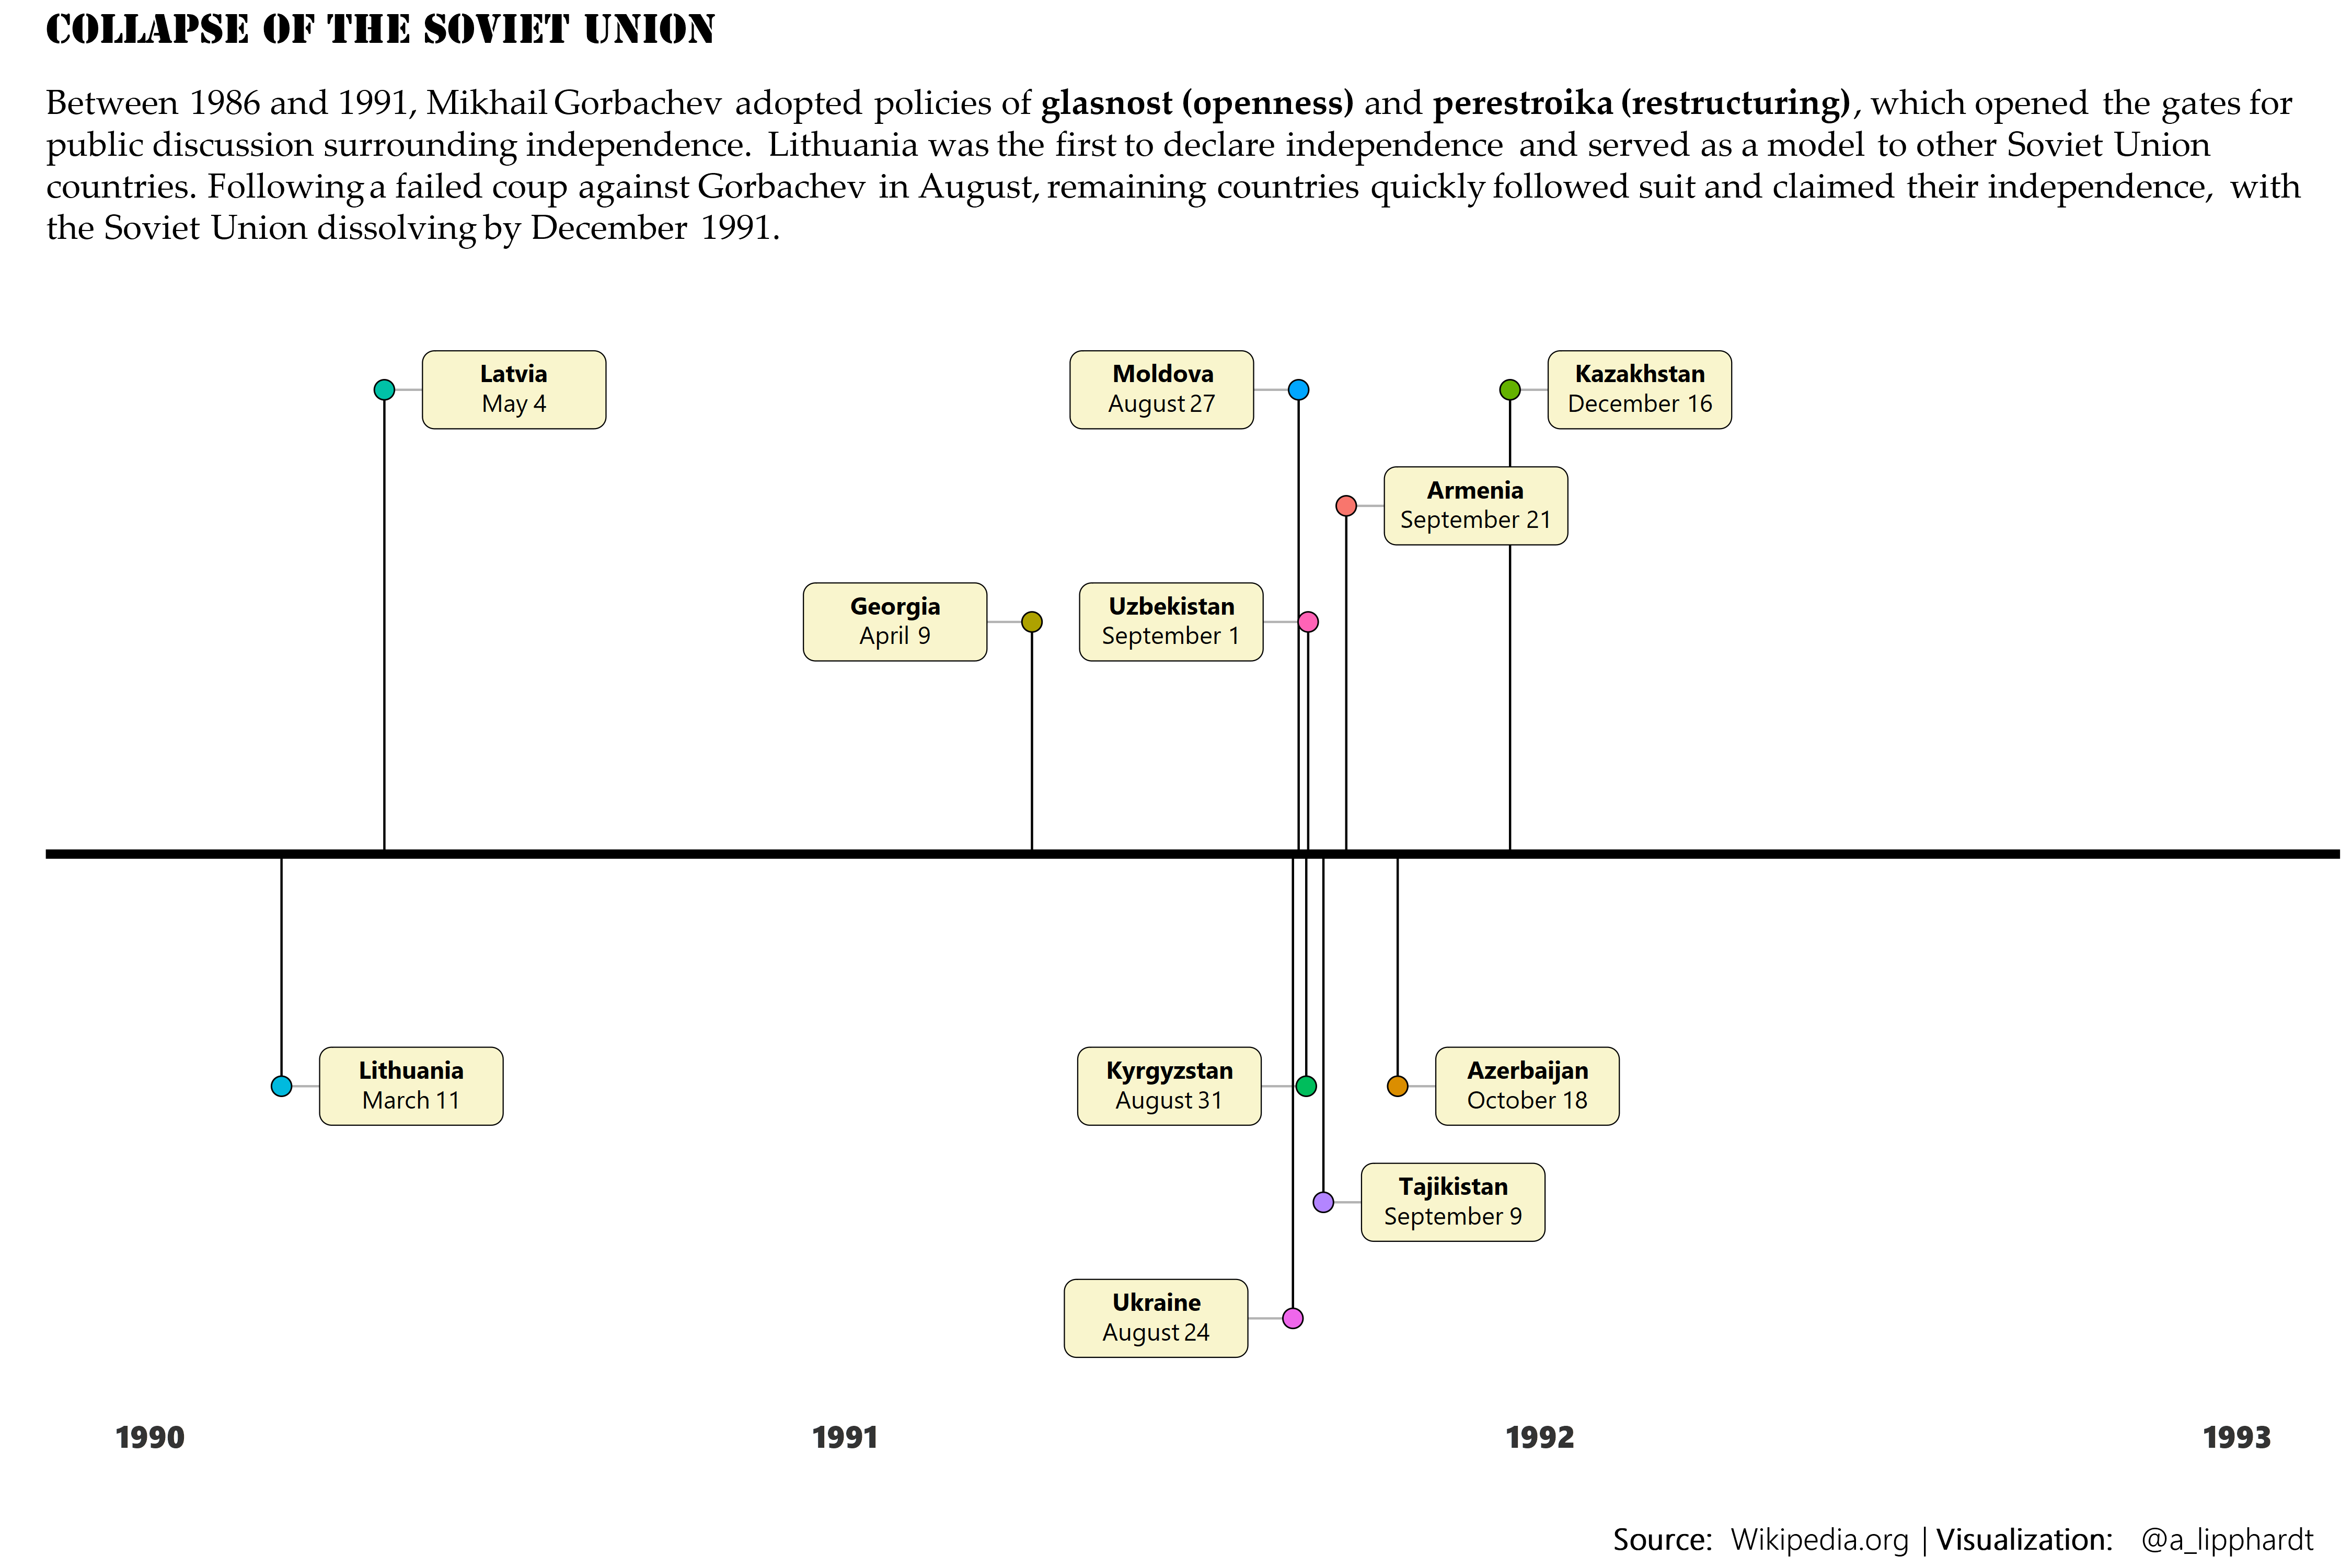 COLLAPSE OF THE SOVIET UNION
Between 1986 and 1991, Mikhail Gorbachev adopted policies of glasnost (openness) and perestroika (restructuring), which opened the gates for
public discussion surrounding independence. Lithuania was the first to declare independence and served as a model to other Soviet Union
countries. Following a failed coup against Gorbachev in August, remaining countries quickly followed suit and claimed their independence, with
the Soviet Union dissolving by December 1991.
Latvia
May 4
Moldova
August 27
Kazakhstan
December 16
Armenia
September 21
Georgia
April 9
Uzbekistan
September 1
Lithuania
March 11
Kyrgyzstan
August 31
Azerbaijan
October 18
Tajikistan
September 9
Ukraine
August 24
1990
1991
1992
1993
Source: Wikipedia.org | Visualization: @a_lipphardt